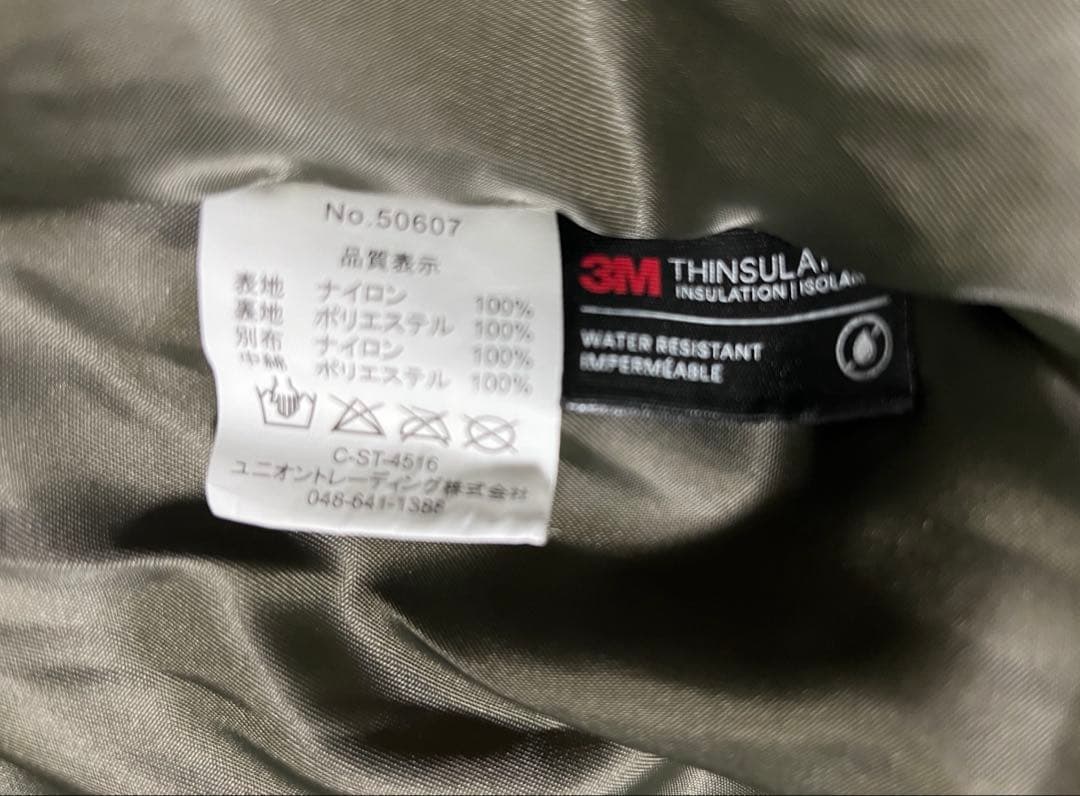 No.50607
品質表示
表地 ナイロン 100%
裏地 ポリエステル 100%
別布 ナイロン 100%
中綿 ポリエステル 100%
C-ST-4516
ユニオントレーディング株式会社
048-641-1388
3M THINSULA
INSULATION | ISOLA
WATER RESISTANT
IMPERMÉABLE